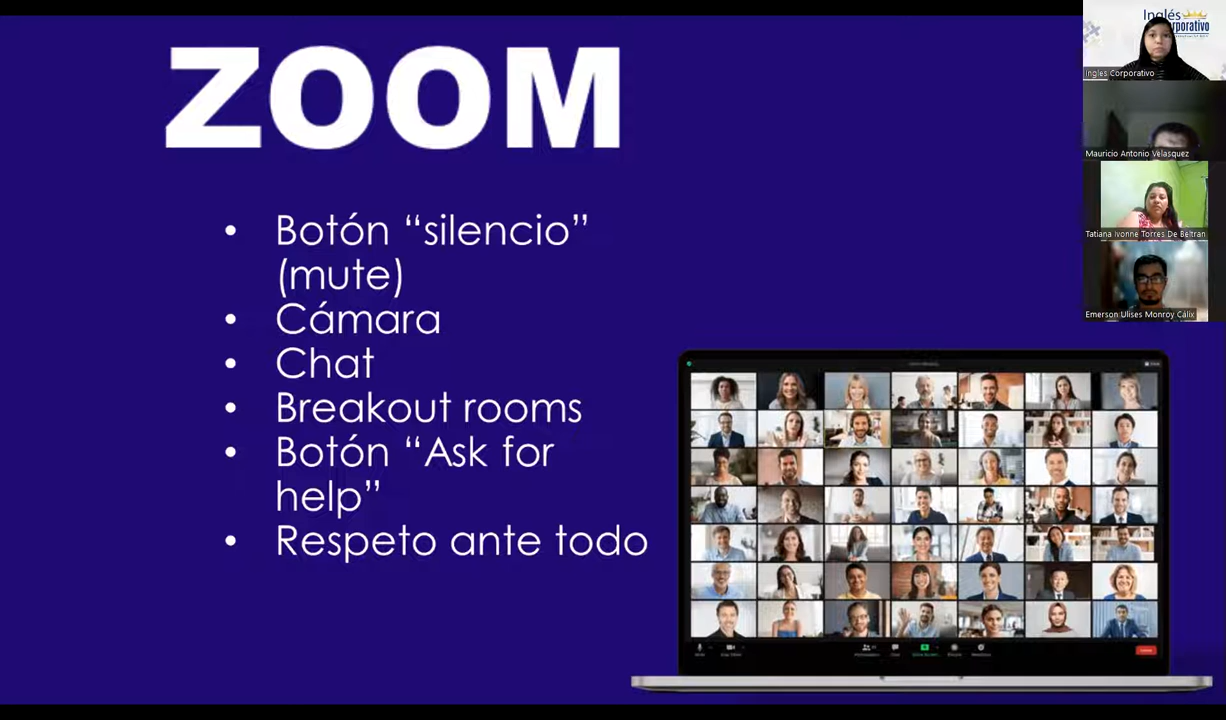 ZOOM
• Botón “silencio”
(mute)
• Cámara
• Chat
• Breakout rooms
• Botón “Ask for
help”
• Respeto ante todo
Inglés
Corporativo
Ingles Corporativo
Mauricio Antonio Velasquez
Tatiana Ivonne Torres De Beltran
Emerson Ulises Monroy Cálix